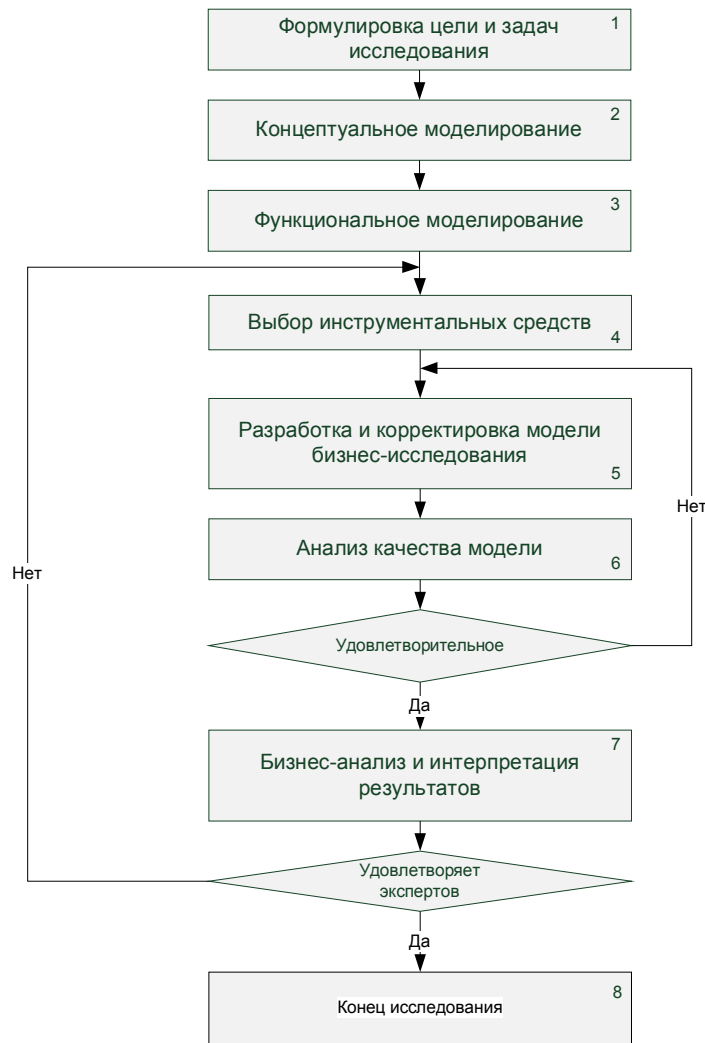 Формулировка цели и задач
исследования
1
Концептуальное моделирование
2
Функциональное моделирование
3
Выбор инструментальных средств
4
Разработка и корректировка модели
бизнес-исследования
5
Нет
Анализ качества модели
6
Нет
Удовлетворительное
Да
Бизнес-анализ и интерпретация
результатов
7
Удовлетворяет
экспертов
Да
Конец исследования
8